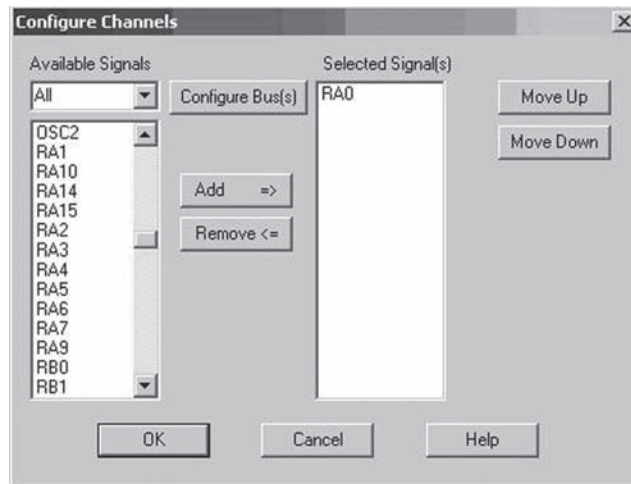 Configure Channels
Available Signals
Selected Signal(s)
All
Configure Bus(s)
RA0
Move Up
Move Down
OSC2
RA1
RA10
RA14
RA15
RA2
RA3
RA4
RA5
RA6
RA7
RA9
RB0
RB1
Add =>
Remove <=
OK
Cancel
Help